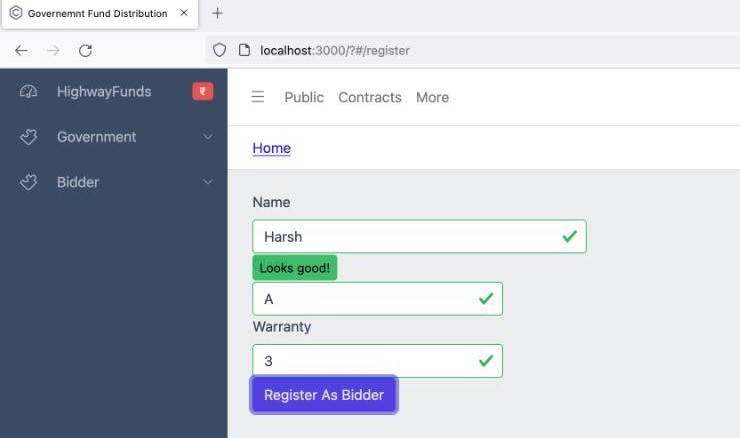 Governemnt Fund Distribution
localhost:3000/?#/register
HighwayFunds ₹
Government
Bidder
Public Contracts More
Home
Name
Harsh
Looks good!
A
Warranty
3
Register As Bidder